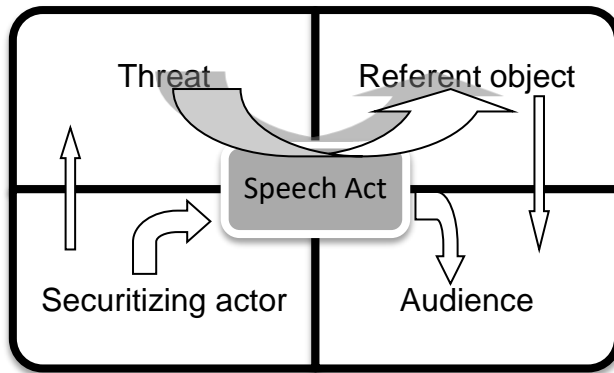 Threat
Referent object
Speech Act
Securitizing actor
Audience